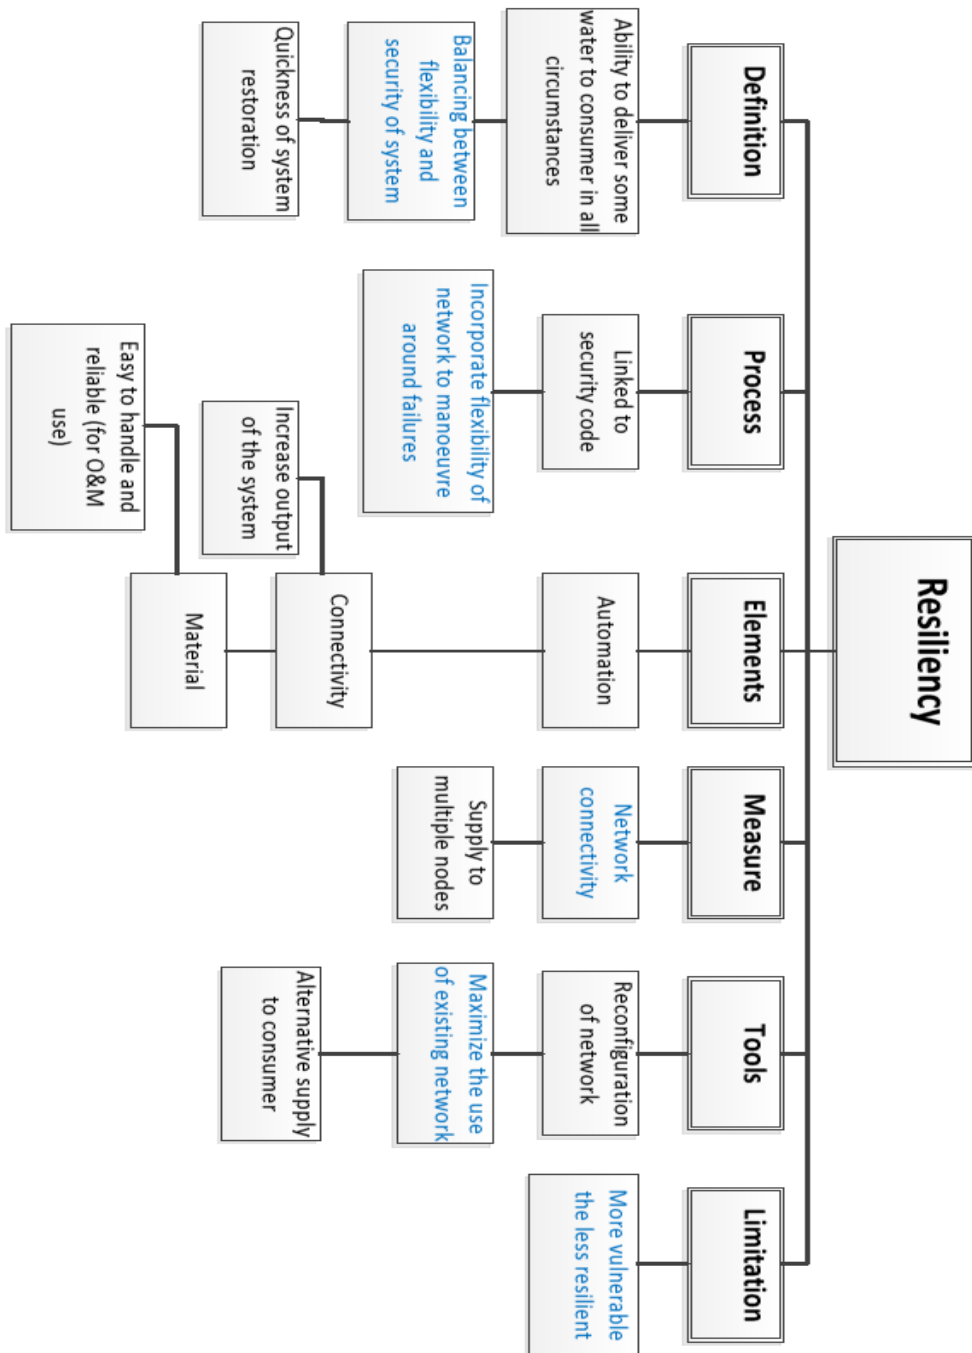 Resiliency
Definition
Ability to deliver some
water to consumer in all
circumstances
Balancing between
flexibility and
security of system
Quickness of system
restoration
Process
Linked to
security code
Incorporate flexibility of
network to manoeuvre
around failures
Elements
Automation
Connectivity
Increase output
of the system
Material
Easy to handle and
reliable (for O&M
use)
Measure
Network
connectivity
Supply to
multiple nodes
Tools
Reconfiguration
of network
Maximize the use
of existing network
Alternative supply
to consumer
Limitation
More vulnerable
the less resilient